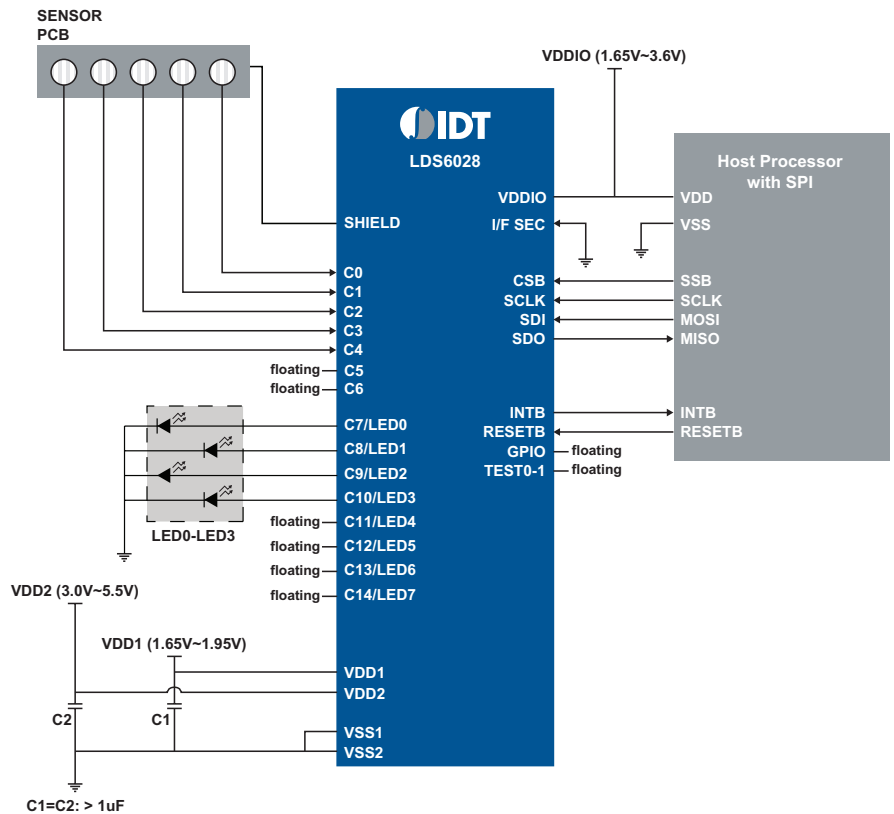 SENSOR
PCB
VDDIO (1.65V~3.6V)
IDT
LDS6028
Host Processor
with SPI
VDDIO
VDD
SHIELD
I/F SEC
VSS
C0
C1
C2
C3
C4
floating
C5
floating
C6
CSB
SSB
SCLK
SCLK
SDI
MOSI
SDO
MISO
INTB
INTB
RESETB
RESETB
GPIO
floating
TEST0-1
floating
C7/LED0
C8/LED1
C9/LED2
C10/LED3
LED0-LED3
floating
C11/LED4
floating
C12/LED5
floating
C13/LED6
floating
C14/LED7
VDD2 (3.0V~5.5V)
VDD1 (1.65V~1.95V)
VDD1
VDD2
C2
C1
VSS1
VSS2
C1=C2: > 1uF